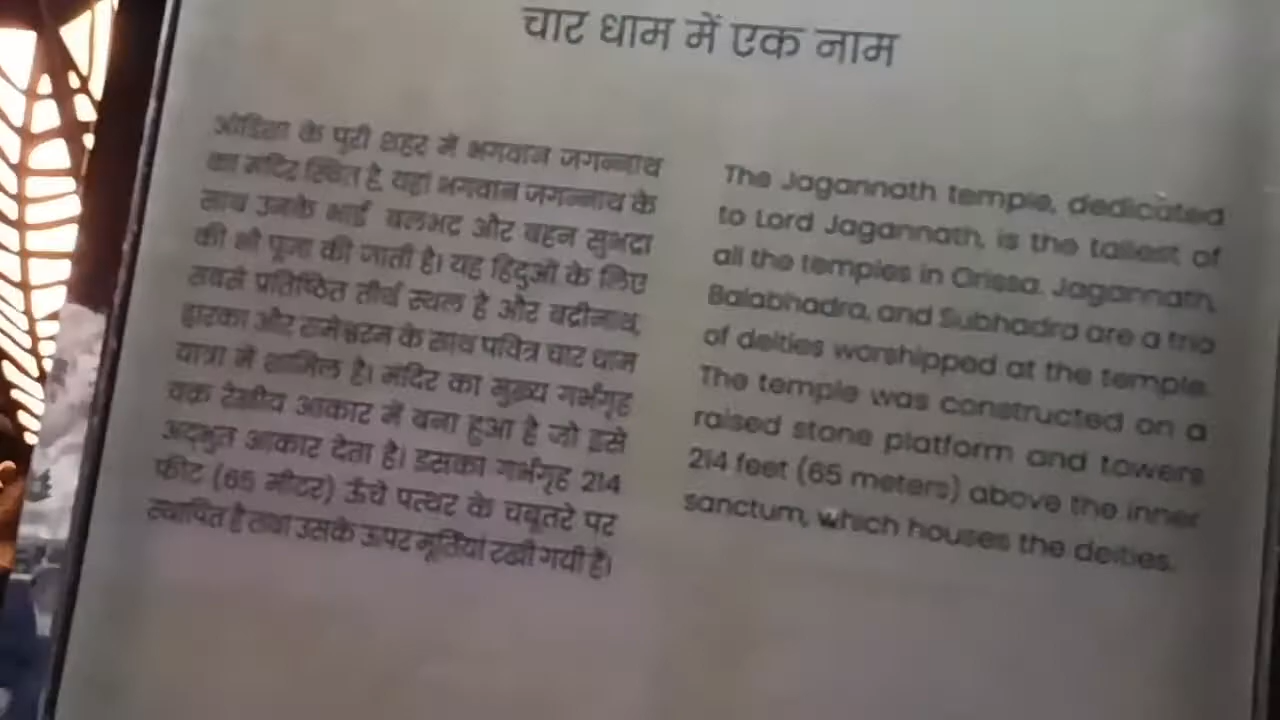 चार धाम में एक नाम
ओडिशा के पुरी शहर में भगवान जगन्नाथ
का मंदिर स्थित है, यहां भगवान जगन्नाथ के
साथ उनके भाई बलभद्र और बहन सुभद्रा
की भी पूजा की जाती है। यह हिंदुओं के लिए
सबसे प्रतिष्ठित तीर्थ स्थल है और बद्रीनाथ,
द्वारका और रामेश्वरम के साथ पवित्र चार धाम
यात्रा में शामिल है। मंदिर का मुख्य गर्भगृह
वक्र रेखीय आकार में बना हुआ है जो इसे
अद्भुत आकार देता है। इसका गर्भगृह 214
फीट (65 मीटर) ऊँचे पत्थर के चबूतरे पर
स्थापित है तथा उसके ऊपर मूर्तियां रखी गयी हैं।
The Jagannath temple, dedicated
to Lord Jagannath, is the tallest of
all the temples in Orissa. Jagannath,
Balabhadra, and Subhadra are a trio
of deities worshipped at the temple.
The temple was constructed on a
raised stone platform and towers
214 feet (65 meters) above the inner
sanctum, which houses the deities.